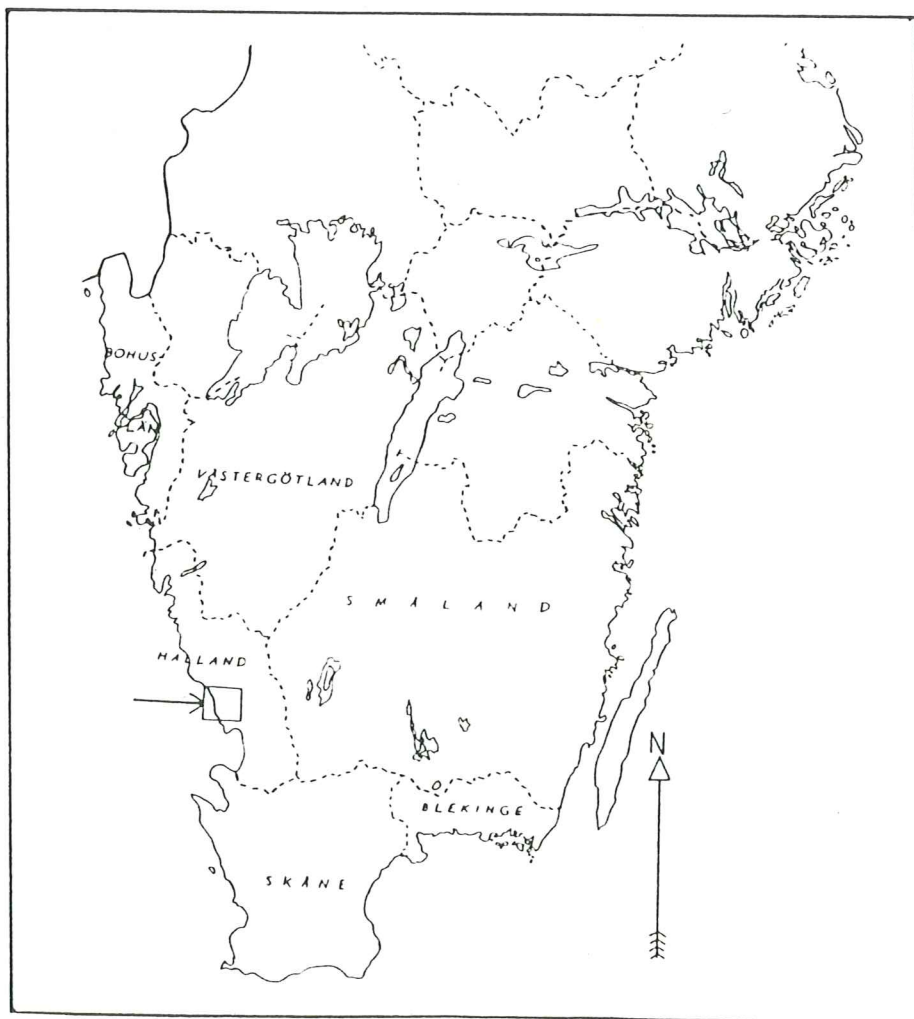 BOHUS-
LÄN
VÄSTERGÖTLAND
SMÅLAND
HALLAND
N
BLEKINGE
SKÅNE